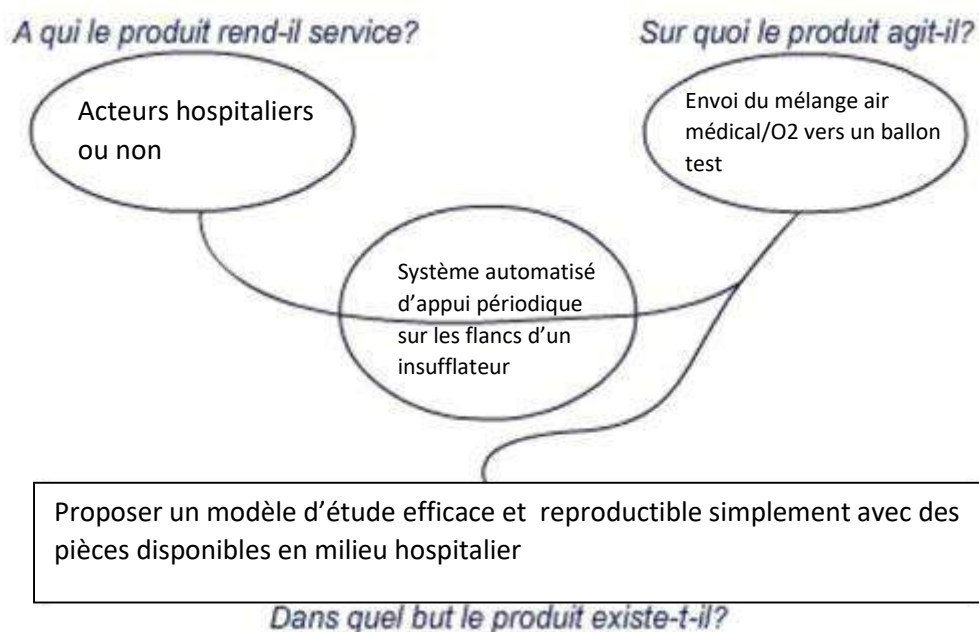 A qui le produit rend-il service?
Sur quoi le produit agit-il?
Acteurs hospitaliers
ou non
Envoi du mélange air
médical/O2 vers un ballon
test
Système automatisé
d'appui périodique
sur les flancs d'un
insufflateur
Proposer un modèle d'étude efficace et reproductible simplement avec des
pièces disponibles en milieu hospitalier
Dans quel but le produit existe-t-il?